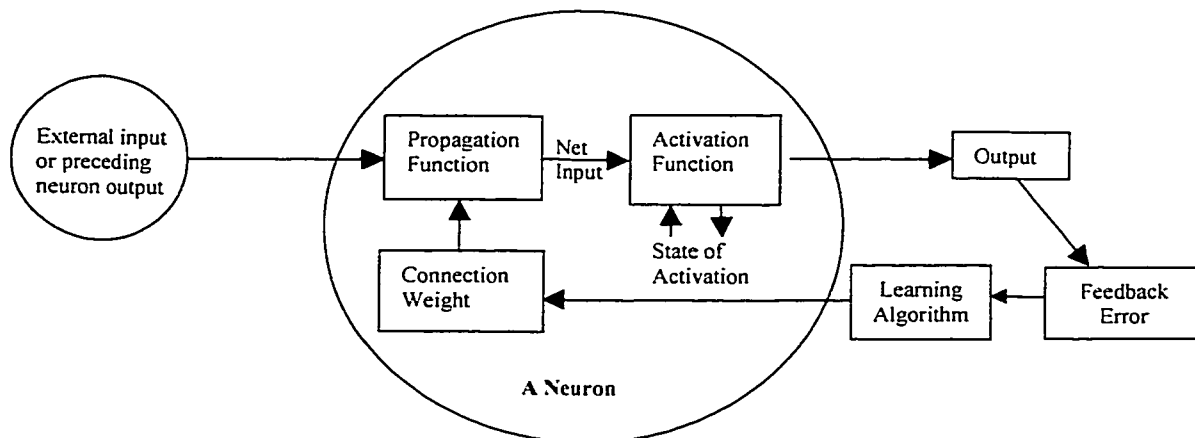 External input
or preceding
neuron output
Propagation
Function
Net
Input
Activation
Function
Output
State of
Activation
Connection
Weight
Learning
Algorithm
Feedback
Error
A Neuron